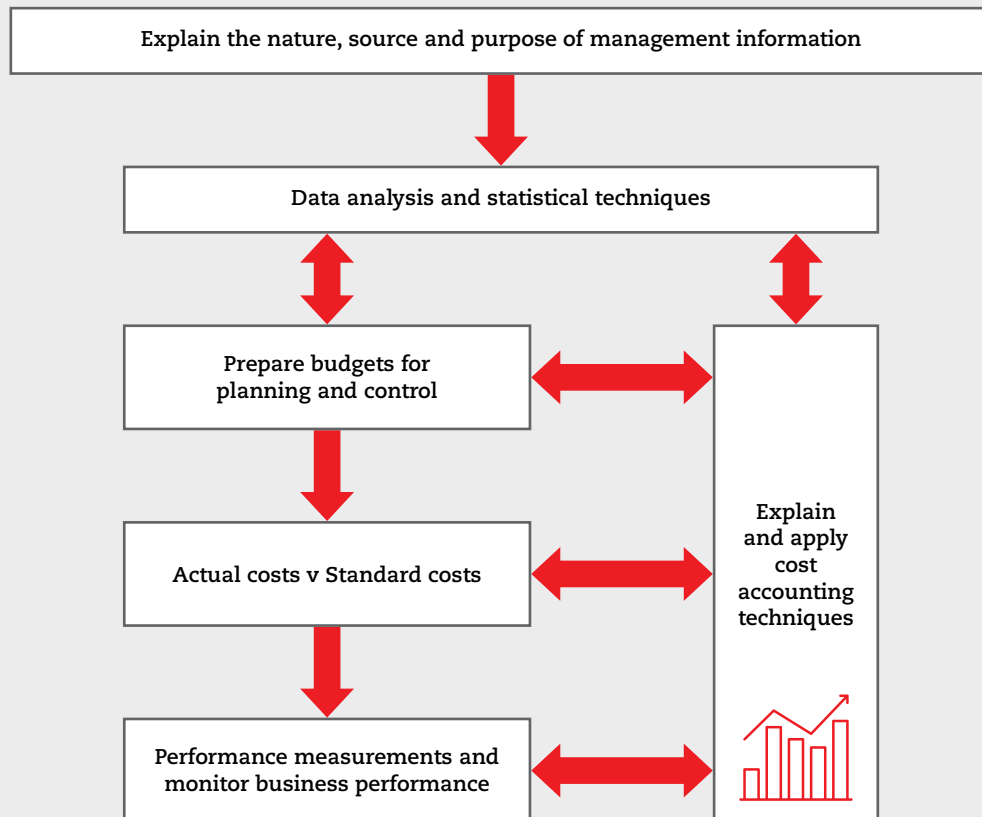 Explain the nature, source and purpose of management information
Data analysis and statistical techniques
Prepare budgets for
planning and control
Actual costs v Standard costs
Explain
and apply
cost
accounting
techniques
Performance measurements and
monitor business performance